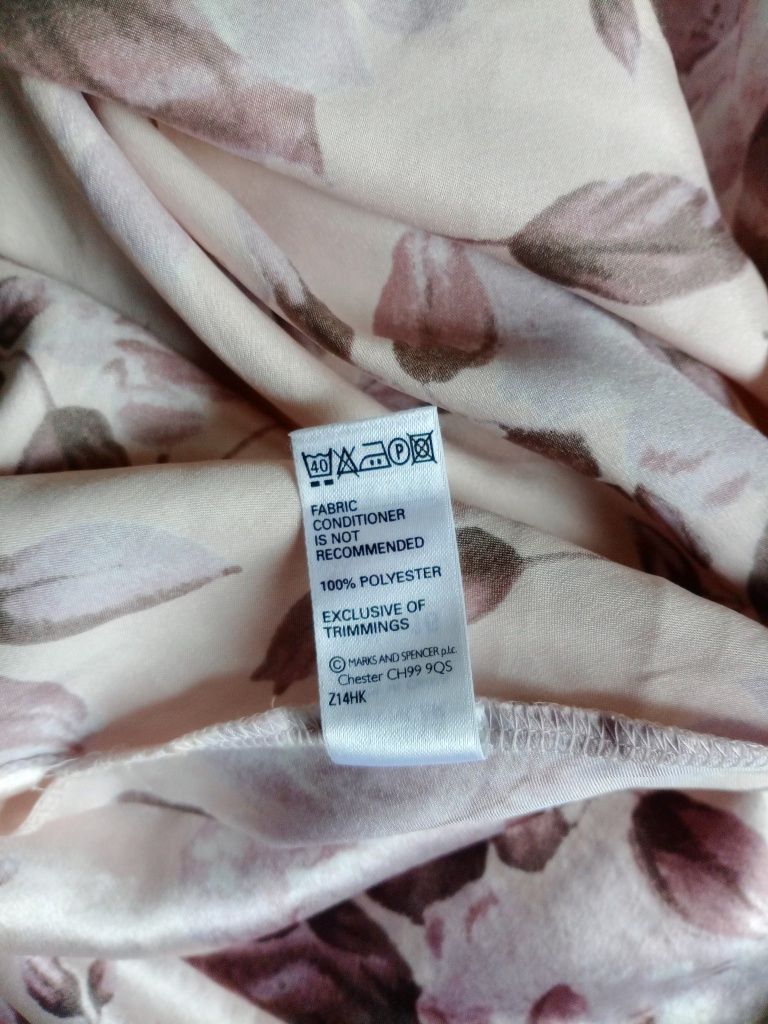 40 P
FABRIC
CONDITIONER
IS NOT
RECOMMENDED
100% POLYESTER
EXCLUSIVE OF
TRIMMINGS
© MARKS AND SPENCER p.l.c.
Chester CH99 9QS
Z14HK